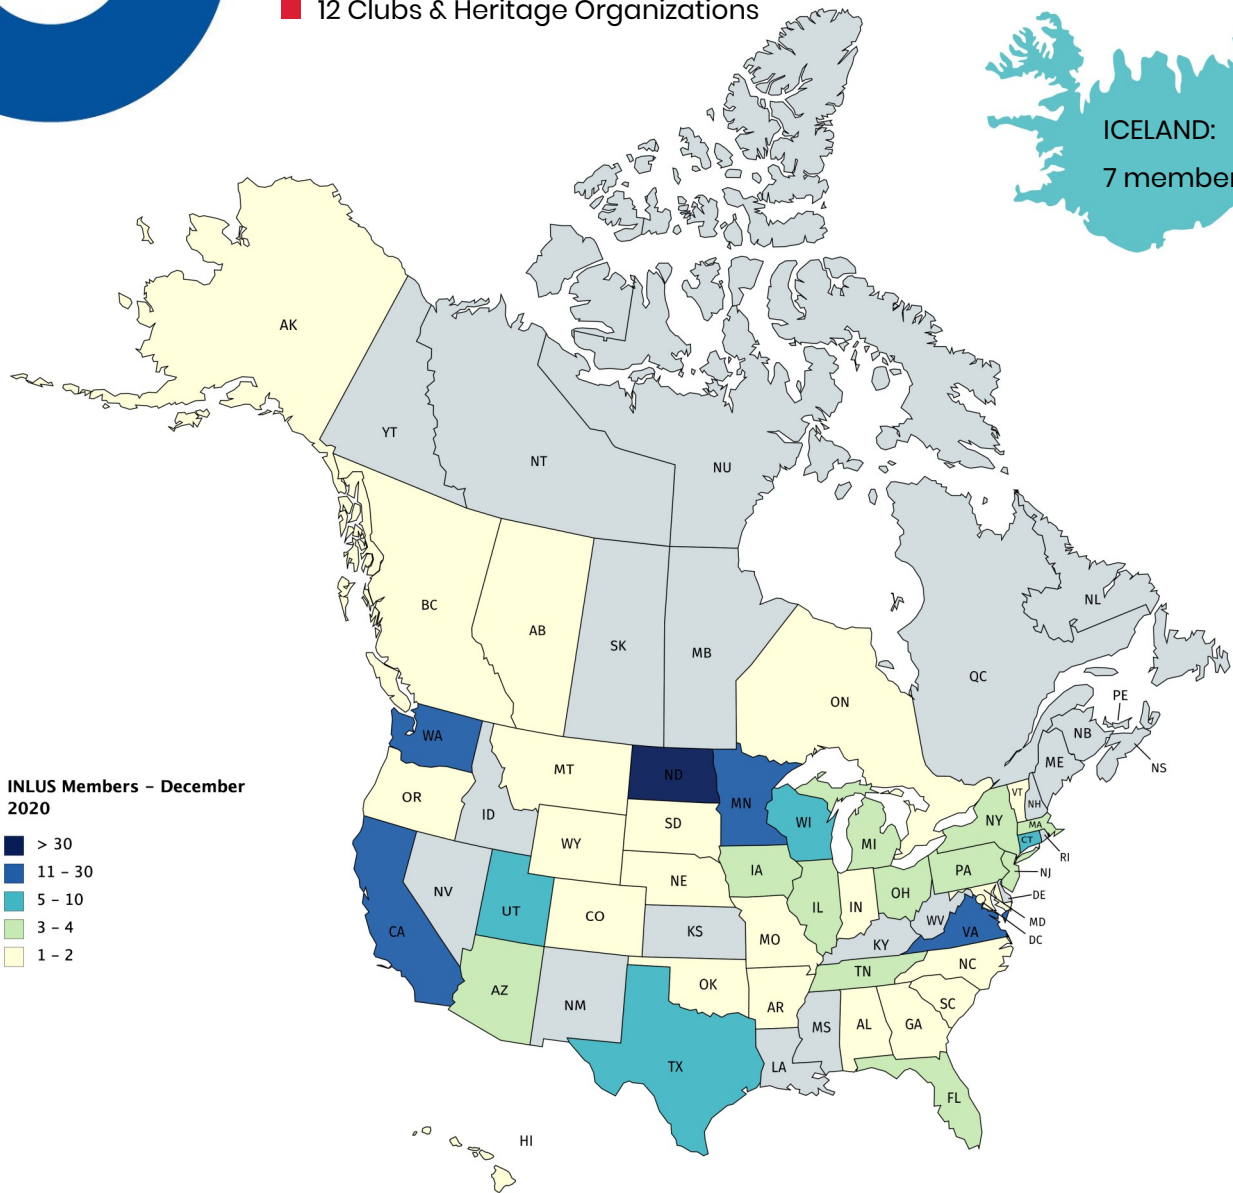 12 Clubs & Heritage Organizations
ICELAND:
7 member
AK
YT
NT
NU
BC
AB
SK
MB
NL
QC
ON
PE
NB
NS
ME
WA
MT
ND
MN
OR
ID
SD
WI
MI
NY
VT
NH
MA
CT
RI
INLUS Members – December
2020
> 30
11 – 30
5 – 10
3 – 4
1 – 2
WY
NE
IA
IL
IN
OH
PA
NJ
DE
MD
DC
NV
UT
CO
KS
MO
KY
WV
VA
CA
AZ
NM
OK
AR
TN
NC
SC
MS
AL
GA
TX
LA
FL
HI